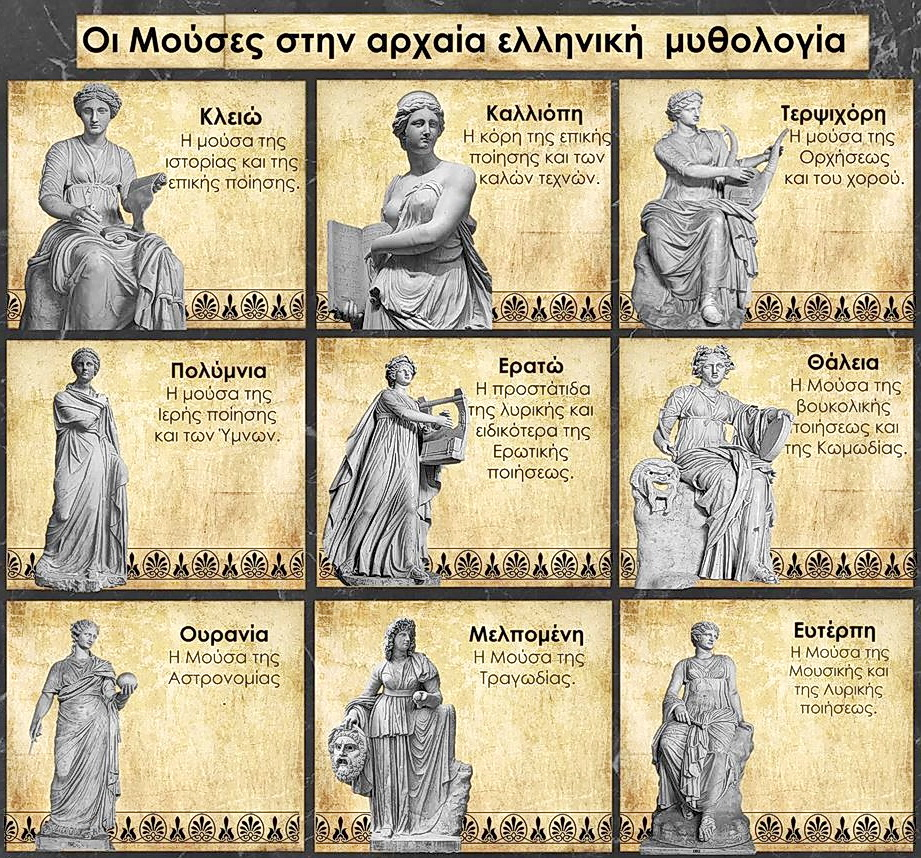 Οι Μούσες στην αρχαία ελληνική μυθολογία
Κλειώ
Η μούσα της
ιστορίας και της
επικής ποίησης.
Καλλιόπη
Η κόρη της επικής
ποίησης και των
καλών τεχνών.
Τερψιχόρη
Η μούσα της
Ορχήσεως
και του χορού.
Πολύμνια
Η μούσα της
Ιερής ποίησης
και των Ύμνων.
Ερατώ
Η προστάτιδα
της λυρικής και
ειδικότερα της
Ερωτικής
ποιήσεως.
Θάλεια
Η Μούσα της
βουκολικής
ποιήσεως και
της Κωμωδίας.
Ουρανία
Η Μούσα της
Αστρονομίας
.
Μελπομένη
Η Μούσα της
Τραγωδίας.
Ευτέρπη
Η Μούσα της
Μουσικής και
της Λυρικής
ποιήσεως.